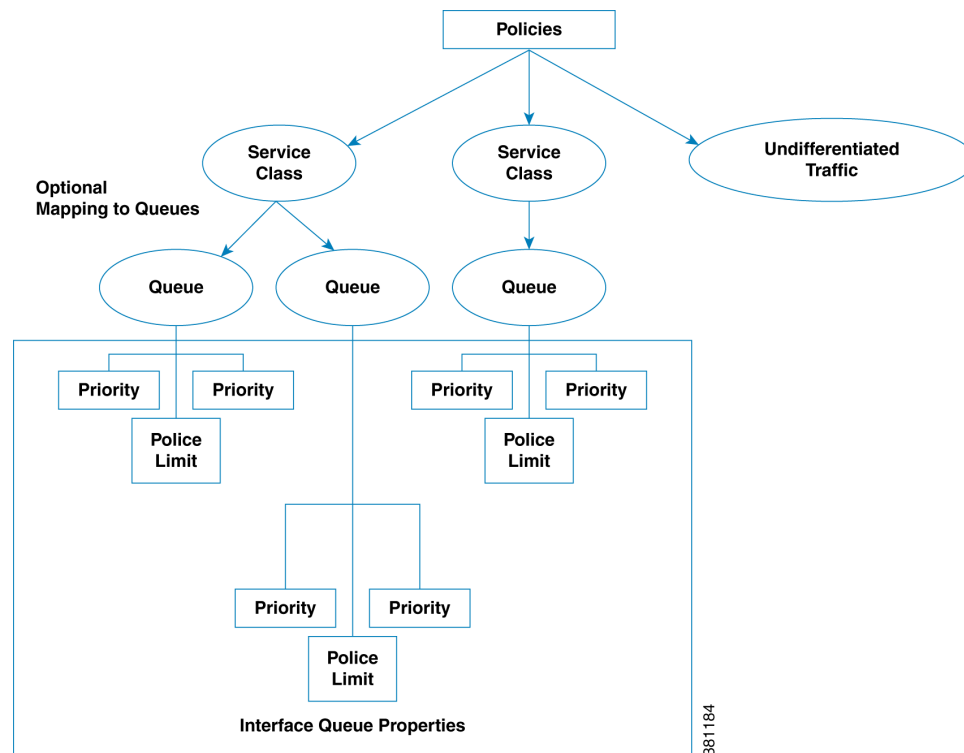 Policies
Service
Class
Service
Class
Undifferentiated
Traffic
Optional
Mapping to Queues
Queue
Queue
Queue
Priority
Priority
Priority
Priority
Police
Limit
Police
Limit
Priority
Priority
Police
Limit
Interface Queue Properties
381184